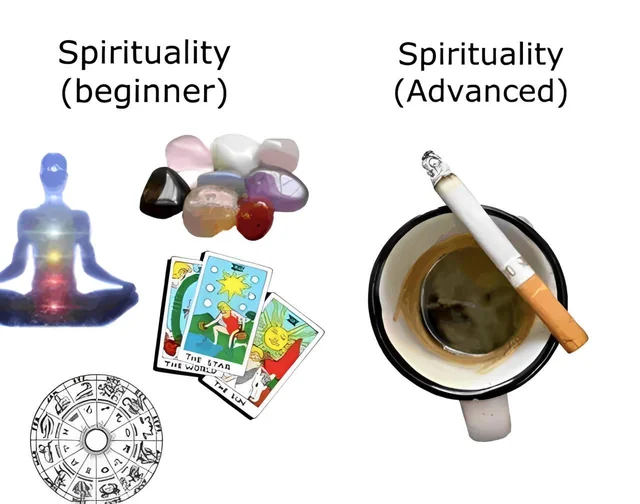 Spirituality
(beginner)
Spirituality
(Advanced)
THE STAR
THE WORLD
THE SUN